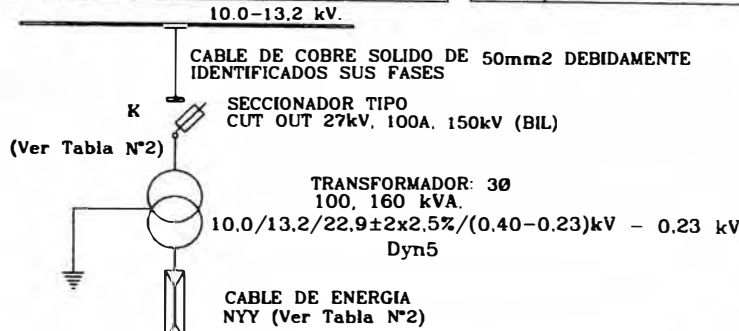 10.0-13,2 kV.
CABLE DE COBRE SOLIDO DE 50mm2 DEBIDAMENTE
IDENTIFICADOS SUS FASES
K
SECCIONADOR TIPO
CUT OUT 27kV, 100A, 150kV (BIL)
(Ver Tabla N°2)
TRANSFORMADOR: 3Ø
100, 160 kVA.
10,0/13,2/22,9±2x2,5%/(0,40-0,23)kV - 0,23 kV
Dyn5
CABLE DE ENERGIA
NYY (Ver Tabla N°2)